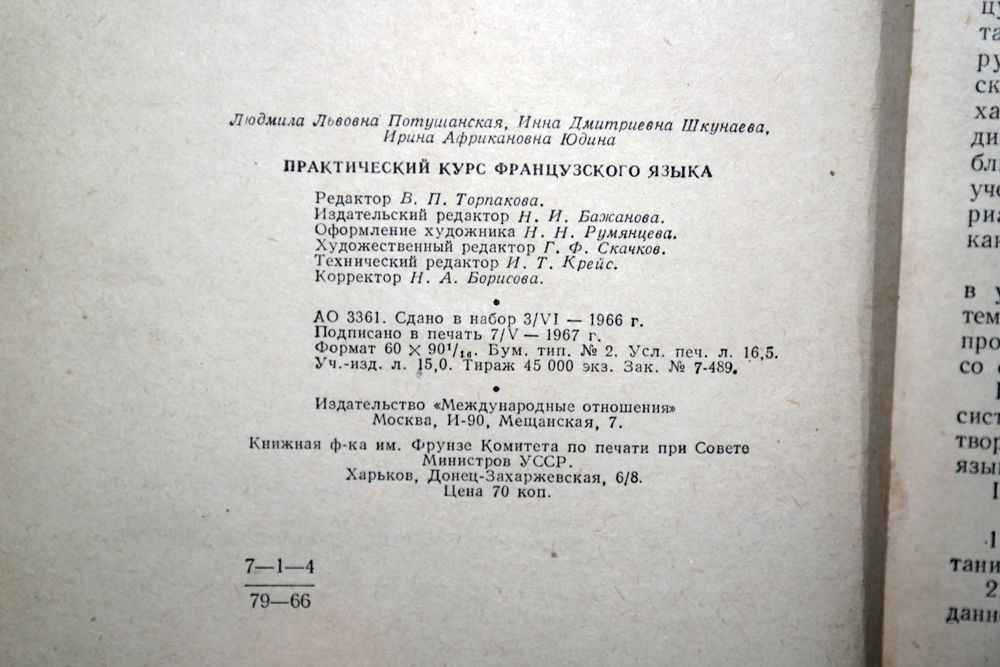 Людмила Львовна Потушанская, Инна Дмитриевна Шкунаева,
Ирина Африкановна Юдина
ПРАКТИЧЕСКИЙ КУРС ФРАНЦУЗСКОГО ЯЗЫКА
Редактор В. П. Торпакова.
Издательский редактор Н. И. Бажанова.
Оформление художника Н. Н. Румянцева.
Художественный редактор Г. Ф. Скачков.
Технический редактор И. Т. Крейс.
Корректор Н. А. Борисова.
АО 3361. Сдано в набор 3/VI — 1966 г.
Подписано в печать 7/V — 1967 г.
Формат 60 × 90¹/₁₆. Бум. тип. № 2. Усл. печ. л. 16,5.
Уч.-изд. л. 15,0. Тираж 45 000 экз. Зак. № 7-489.
Издательство «Международные отношения»
Москва, И-90, Мещанская, 7.
Книжная ф-ка им. Фрунзе Комитета по печати при Совете
Министров УССР.
Харьков, Донец-Захаржевская, 6/8.
Цена 70 коп.
7—1—4
79—66